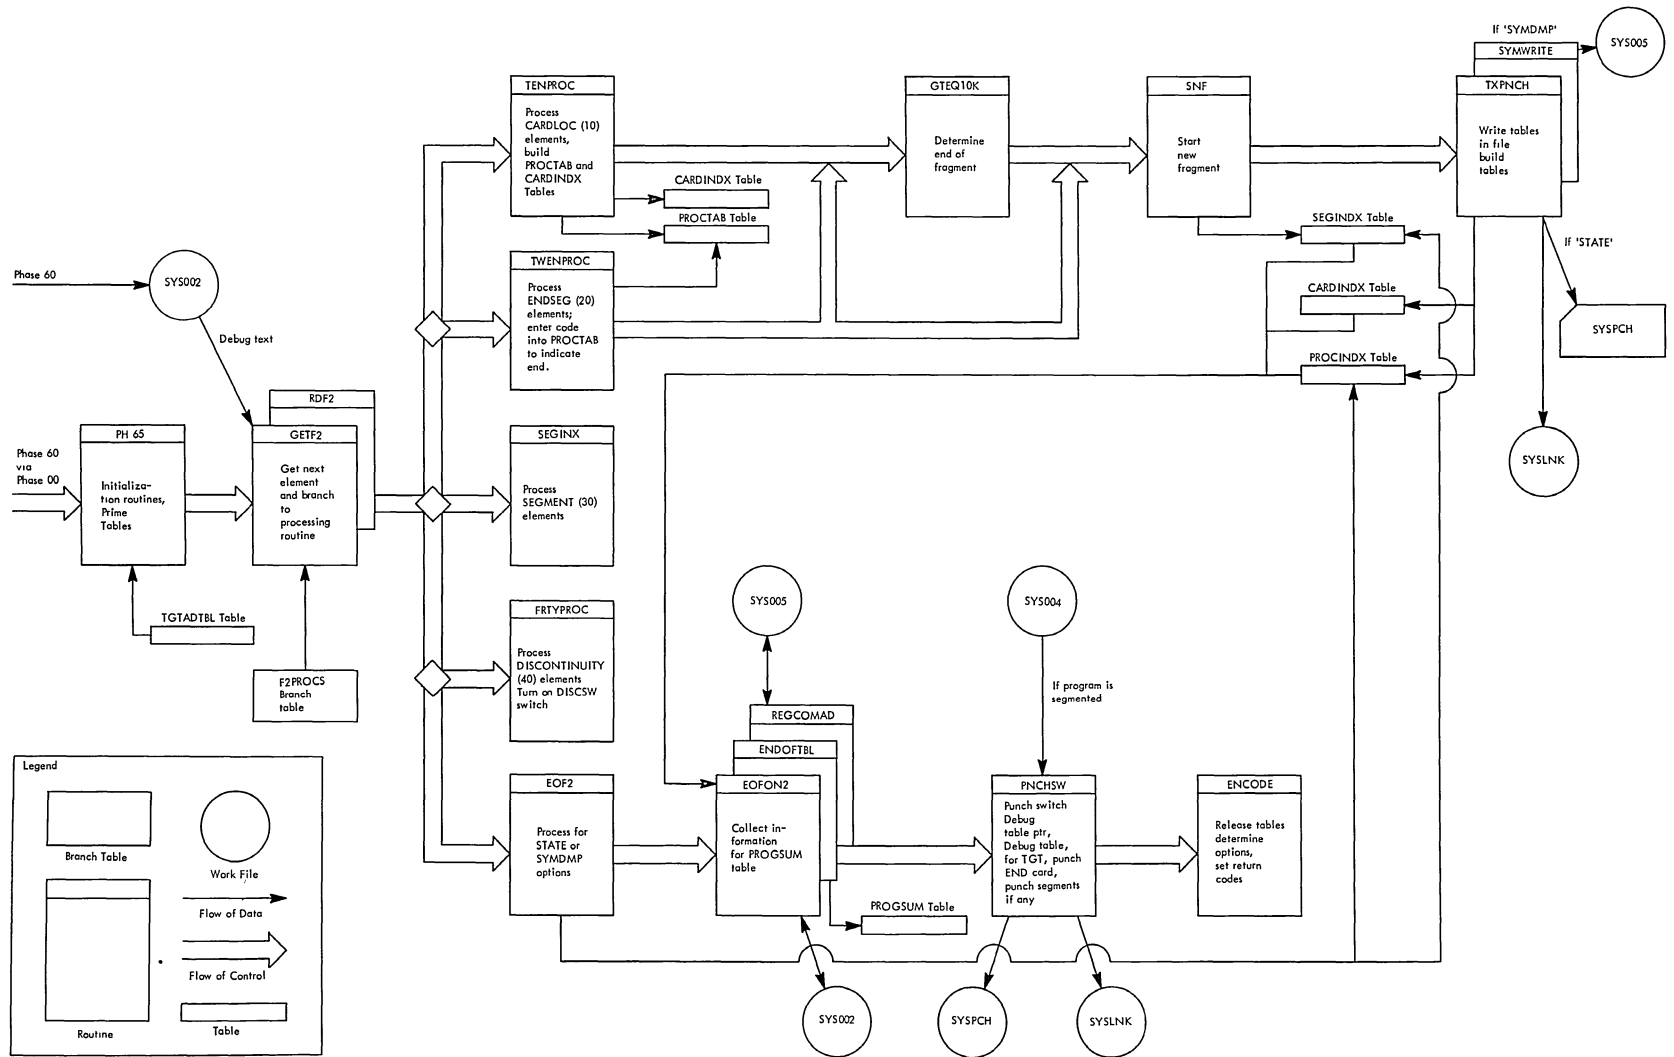 If 'SYMDMP'
SYS005
SYMWRITE
TENPROC
Process
CARDLOC (10)
elements,
build
PROCTAB and
CARDINDX
Tables
GTEQ10K
Determine
end of
fragment
SNF
Start
new
fragment
TXPNCH
Write tables
in file
build
tables
CARDINDX Table
PROCTAB Table
SEGINDX Table
If 'STATE'
TWENPROC
Process
ENDSEG (20)
elements;
enter code
into PROCTAB
to indicate
end.
Phase 60
SYS002
Debug text
CARDINDX Table
SYSPCH
PROCINDX Table
RDF2
PH 65
Initializa-
tion routines,
Prime
Tables
GETF2
Get next
element
and branch
to
processing
routine
SEGINX
Process
SEGMENT (30)
elements
Phase 60
via
Phase 00
SYSLNK
TGTADTBL Table
F2PROCS
Branch
table
FRTYPROC
Process
DISCONTINUITY
(40) elements
Turn on DISCSW
switch
SYS005
SYS004
If program is
segmented
REGCOMAD
ENDOFTBL
EOF2
Process for
STATE or
SYMDMP
options
EOFON2
Collect in-
formation
for PROGSUM
table
PNCHSW
Punch switch
Debug
table ptr,
Debug table,
for TGT, punch
END card,
punch segments
if any
ENCODE
Release tables
determine
options,
set return
codes
PROGSUM Table
SYS002
SYSPCH
SYSLNK
Legend
Branch Table
Work File
Flow of Data
Flow of Control
Routine
Table